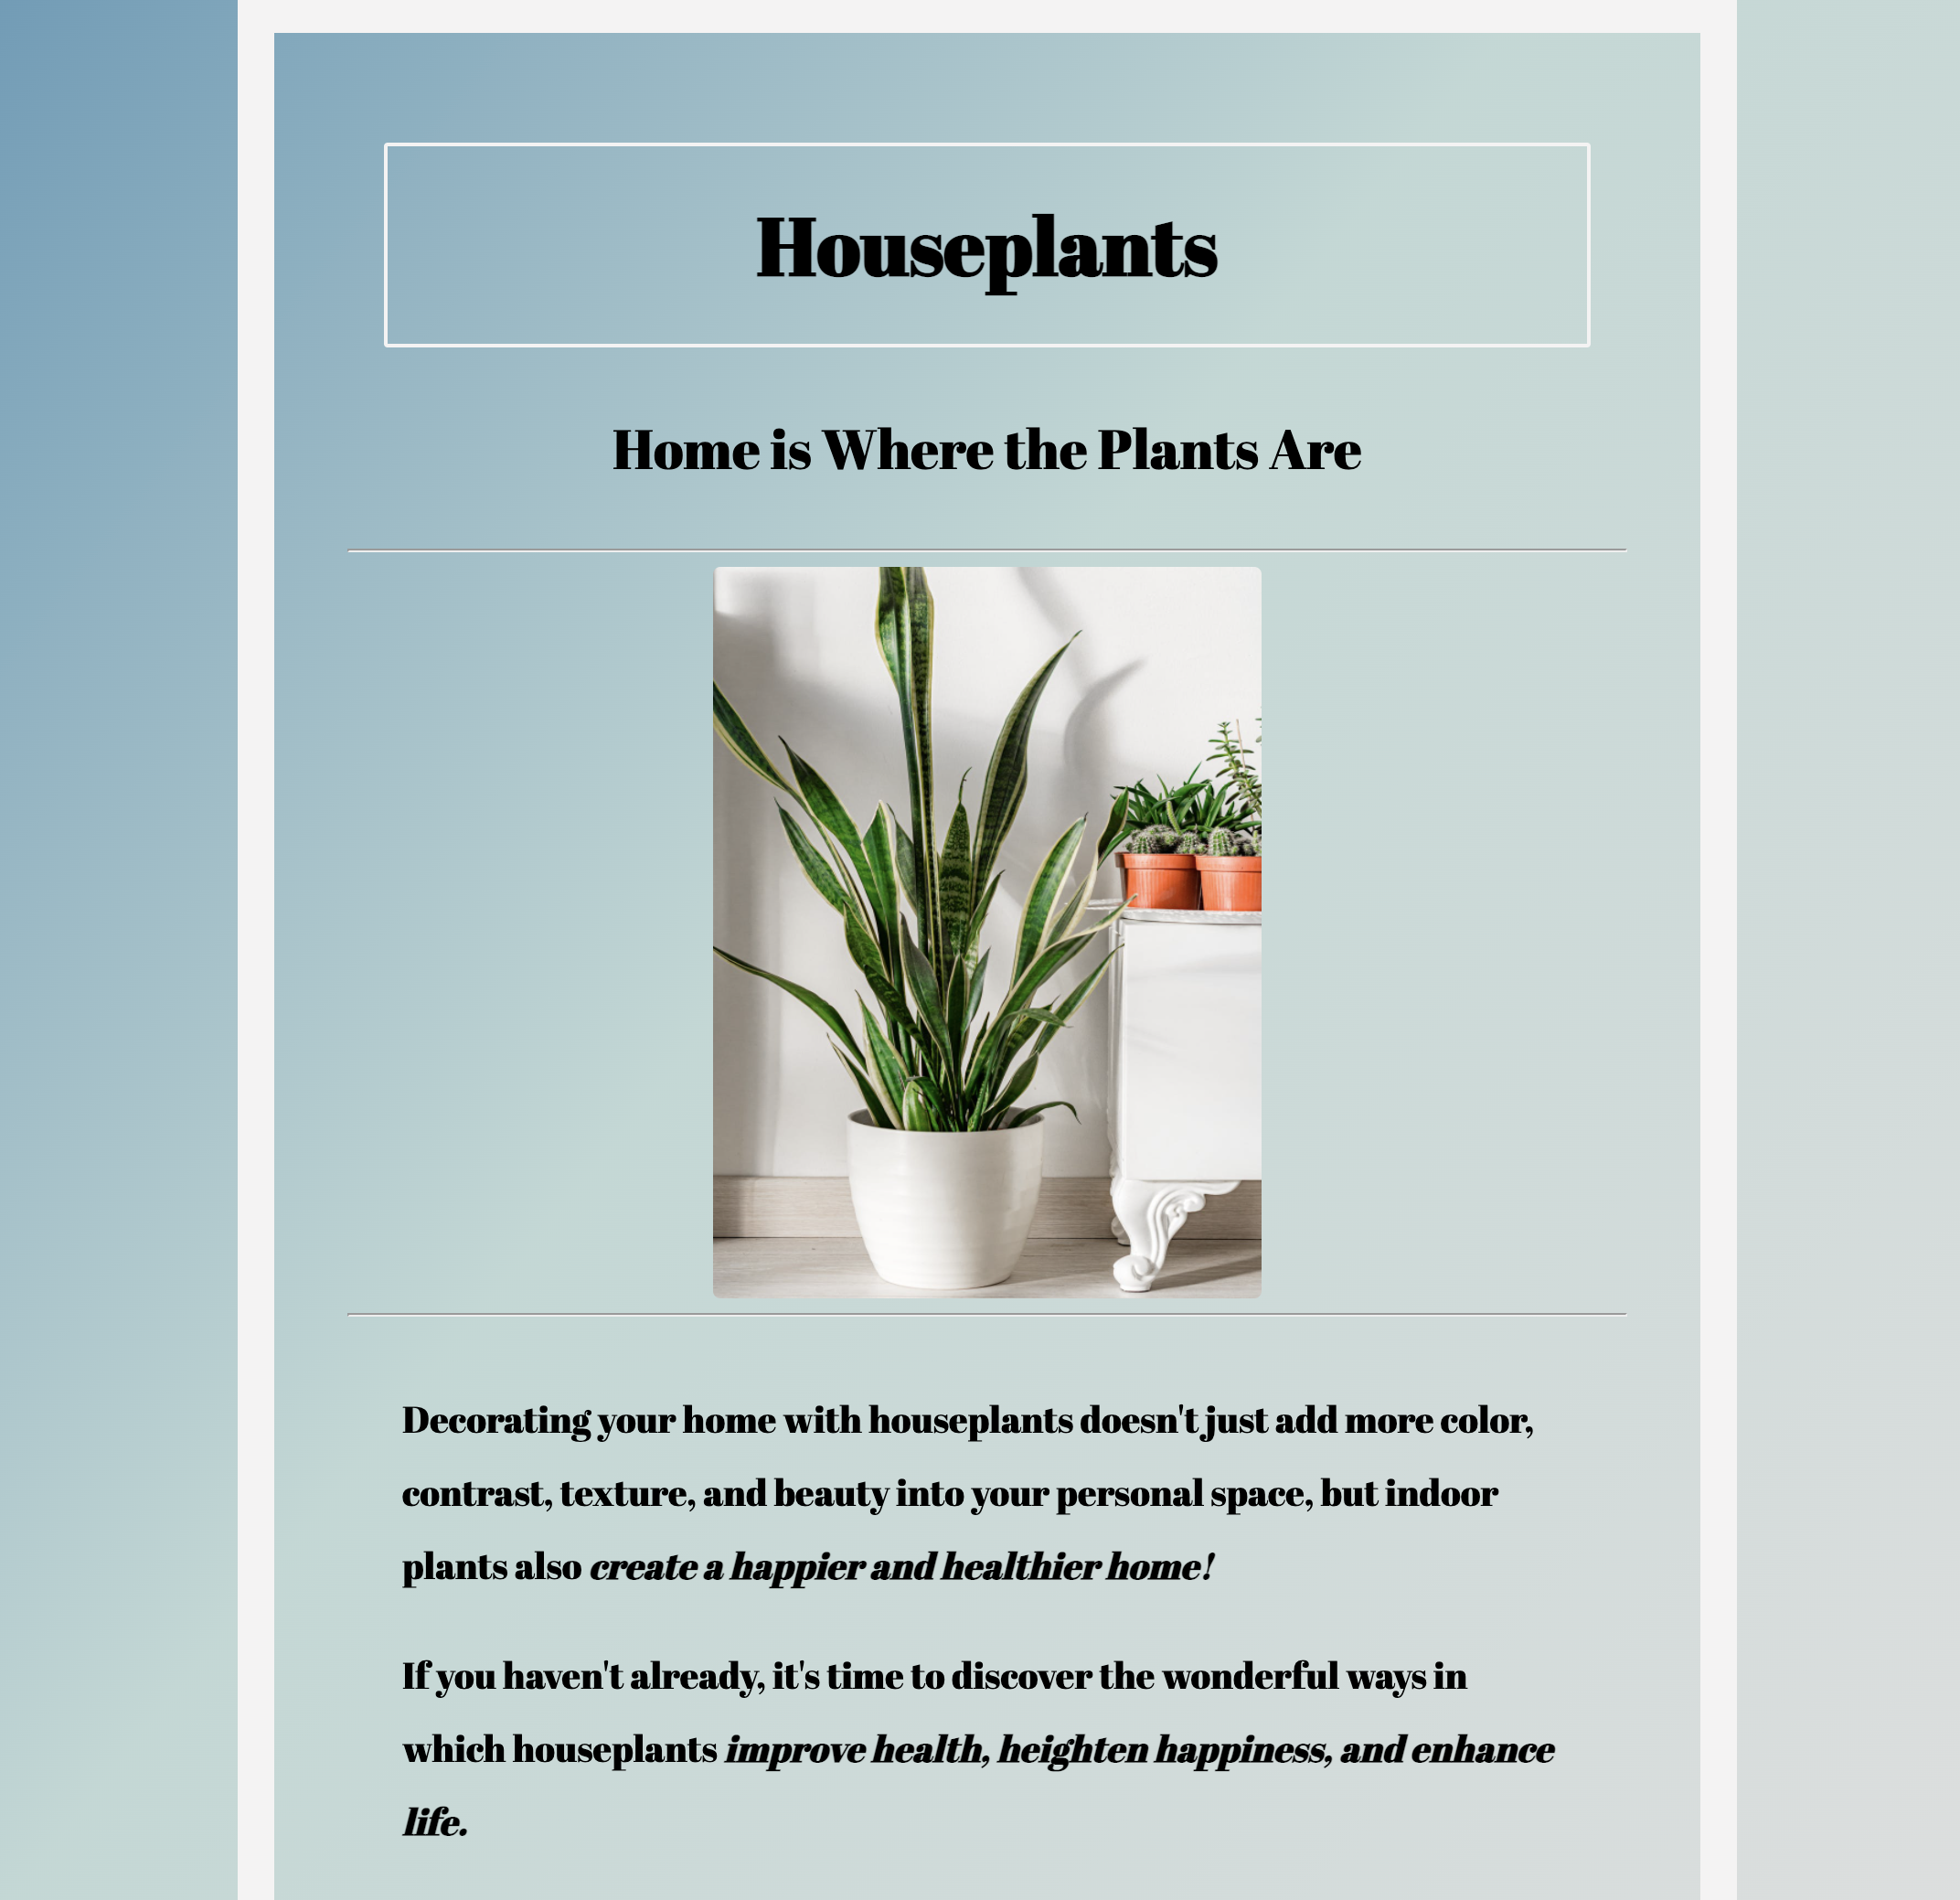 Houseplants
Home is Where the Plants Are
Decorating your home with houseplants doesn't just add more color,
contrast, texture, and beauty into your personal space, but indoor
plants also create a happier and healthier home!
If you haven't already, it's time to discover the wonderful ways in
which houseplants improve health, heighten happiness, and enhance
life.